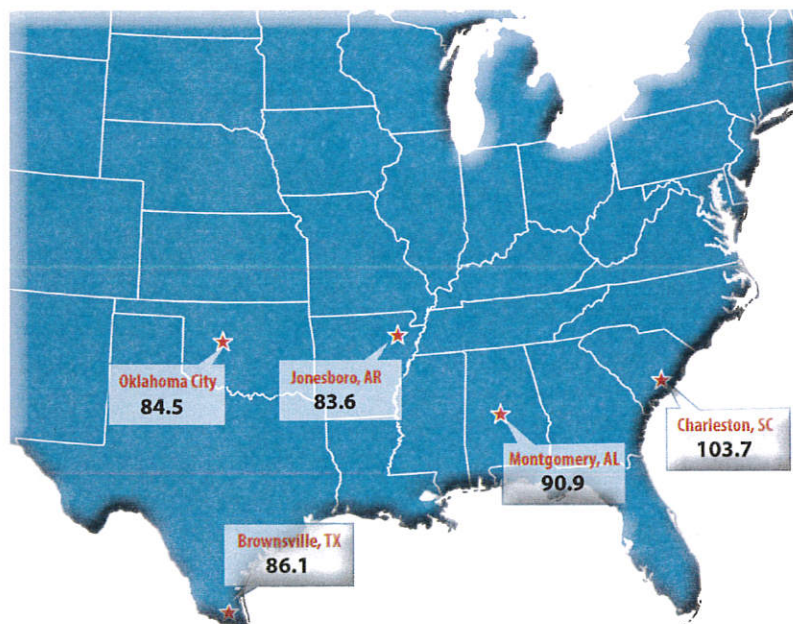 Oklahoma City
84.5
Jonesboro, AR
83.6
Charleston, SC
103.7
Montgomery, AL
90.9
Brownsville, TX
86.1